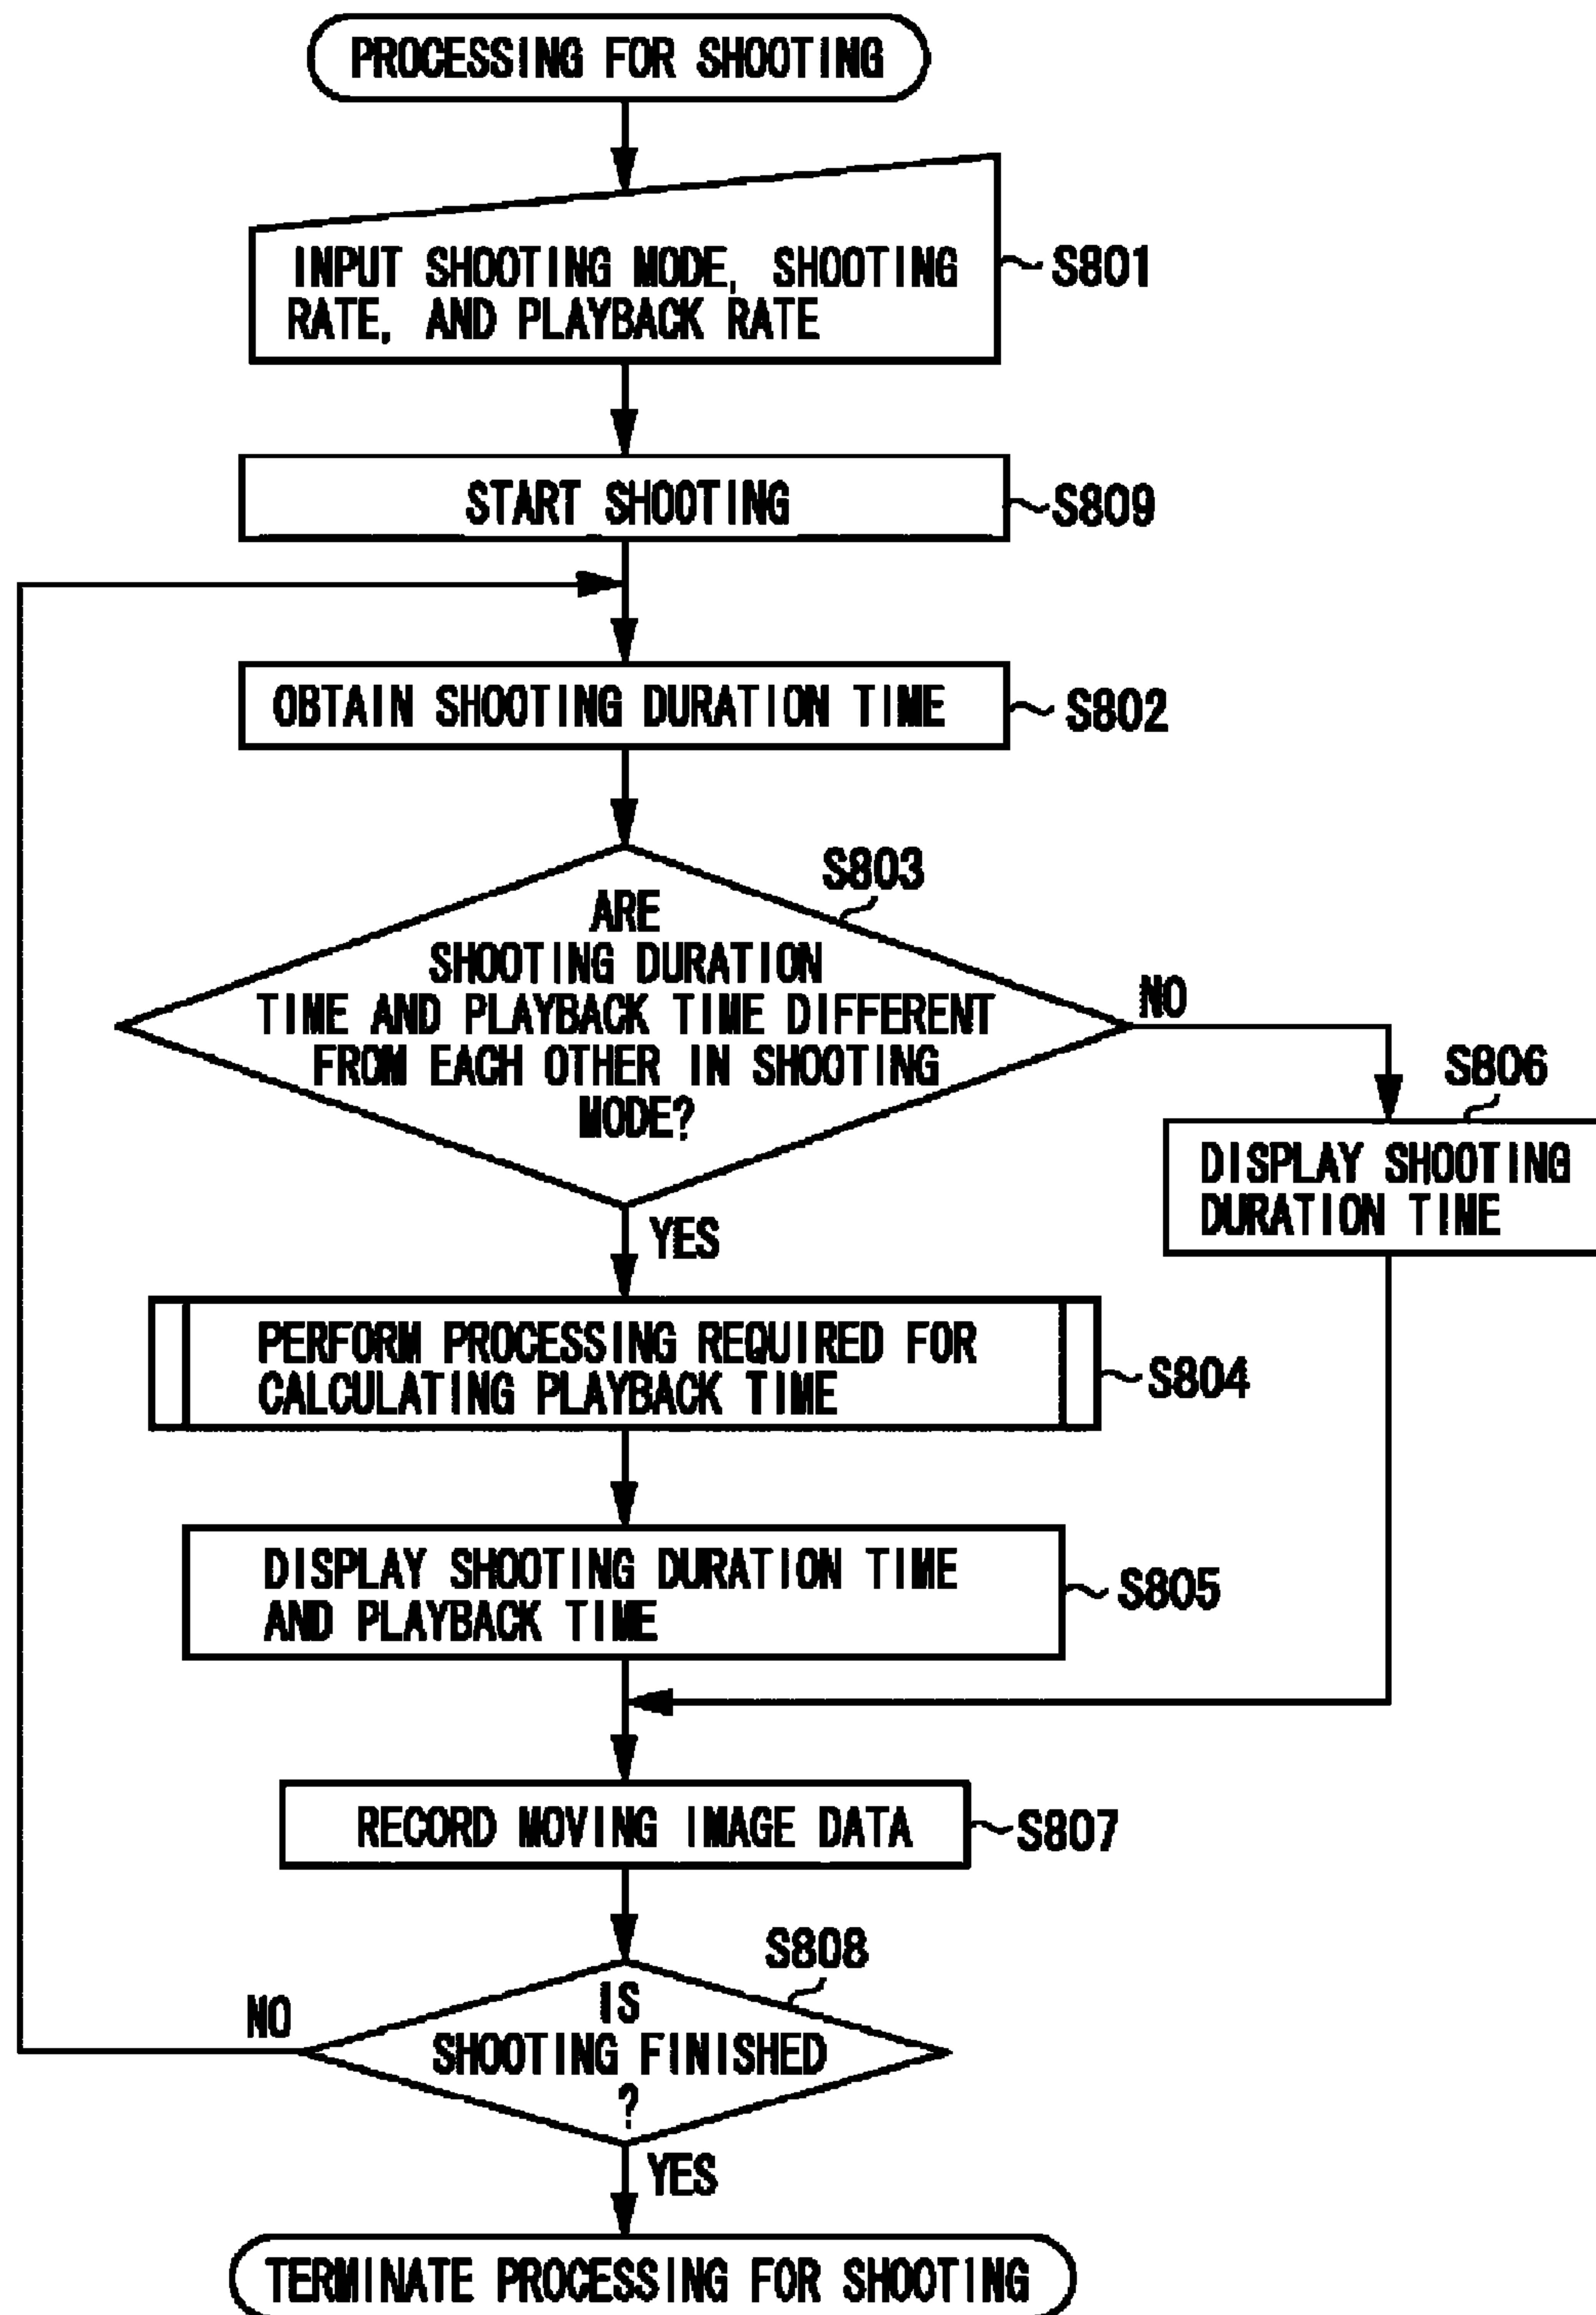 PROCESSING FOR SHOOTING
INPUT SHOOTING MODE, SHOOTING
RATE, AND PLAYBACK RATE
S801
START SHOOTING
S809
OBTAIN SHOOTING DURATION TIME
S802
S803
ARE
SHOOTING DURATION
TIME AND PLAYBACK TIME DIFFERENT
FROM EACH OTHER IN SHOOTING
MODE?
NO
S806
DISPLAY SHOOTING
DURATION TIME
YES
PERFORM PROCESSING REQUIRED FOR
CALCULATING PLAYBACK TIME
S804
DISPLAY SHOOTING DURATION TIME
AND PLAYBACK TIME
S805
RECORD MOVING IMAGE DATA
S807
S808
IS
SHOOTING FINISHED
?
NO
YES
TERMINATE PROCESSING FOR SHOOTING